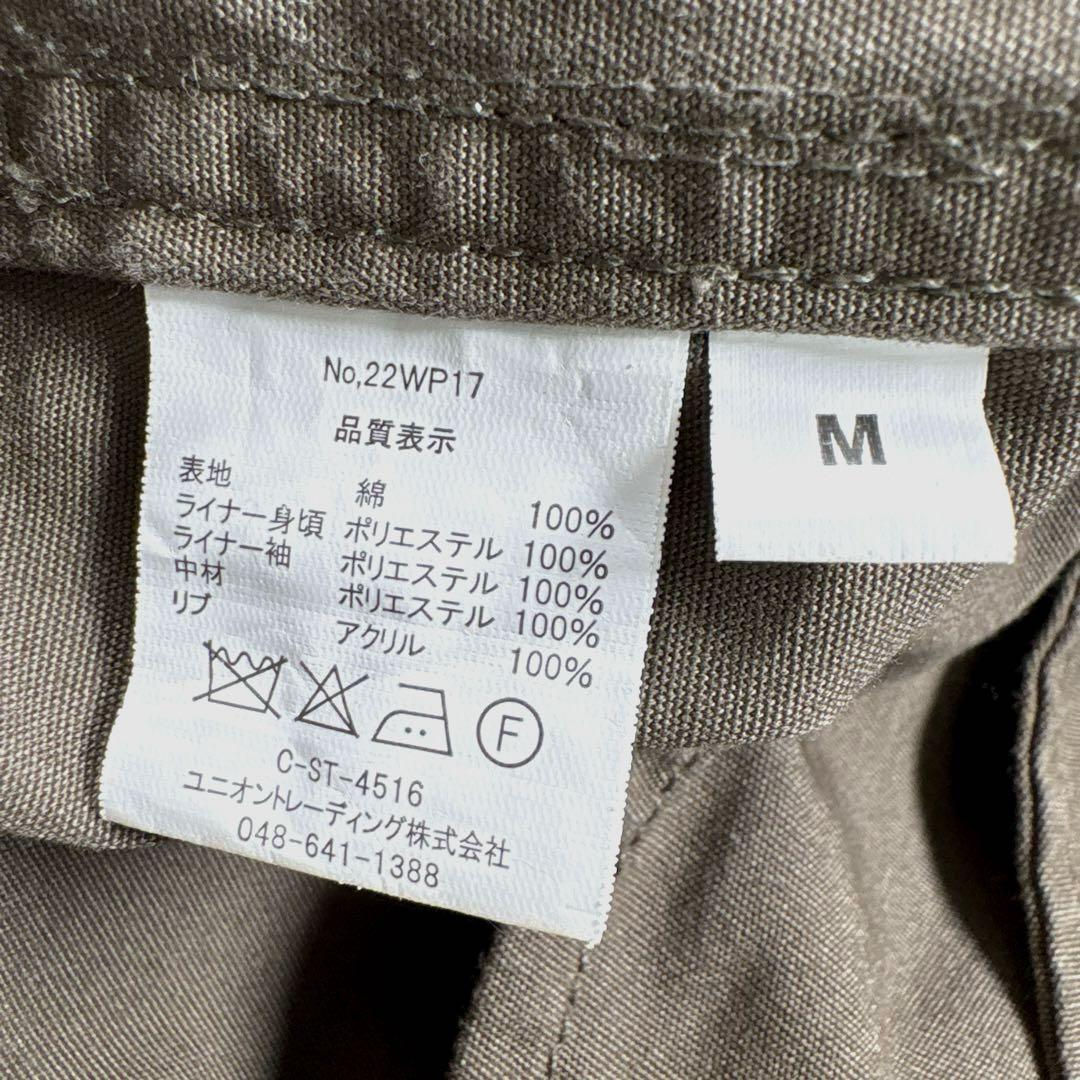 No,22WP17
品質表示
表地 綿 100%
ライナー身頃 ポリエステル 100%
ライナー袖 ポリエステル 100%
中材 ポリエステル 100%
リブ アクリル 100%
F
C-ST-4516
ユニオントレーディング株式会社
048-641-1388
M